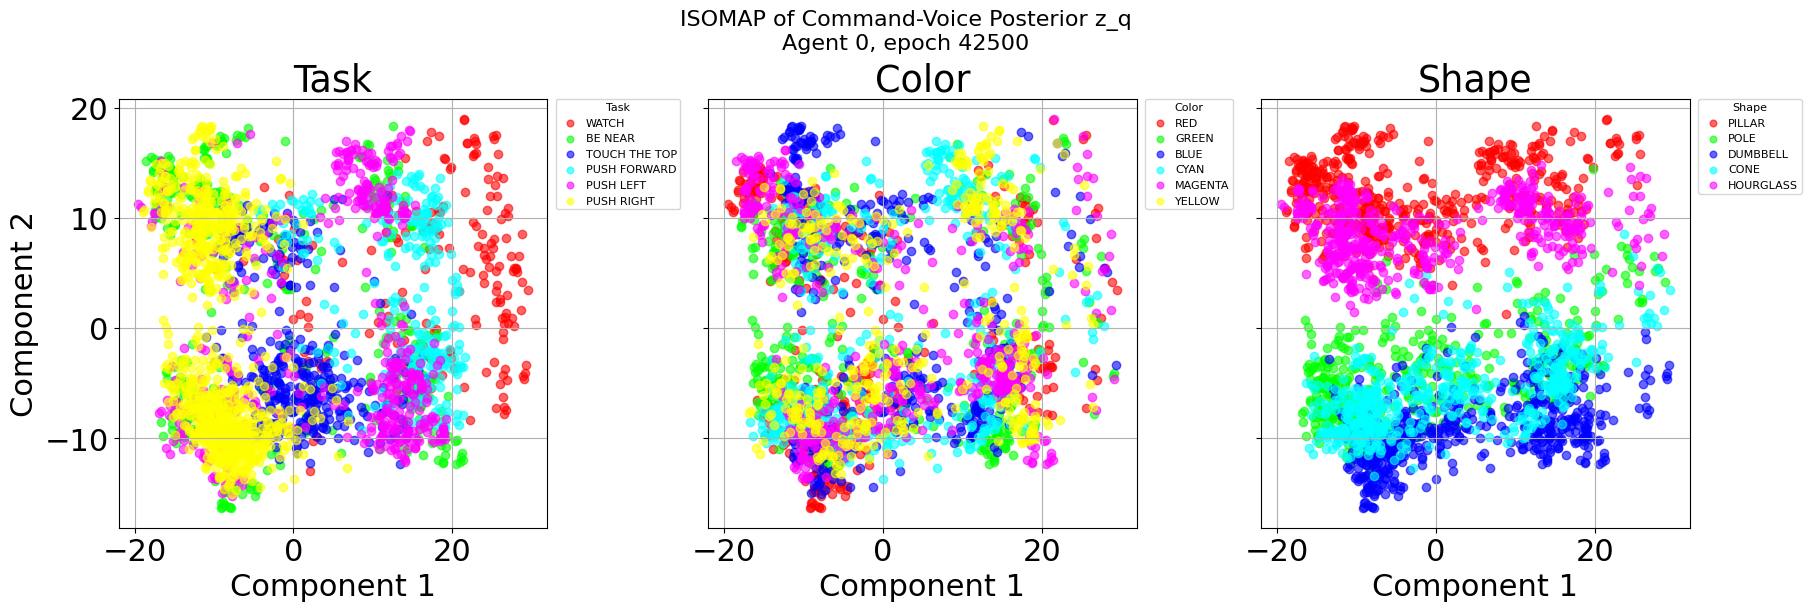 ISOMAP of Command-Voice Posterior z_q
Agent 0, epoch 42500
Task
Color
Shape
Component 2
20
10
0
−10
−20
0
20
Component 1
Task
WATCH
BE NEAR
TOUCH THE TOP
PUSH FORWARD
PUSH LEFT
PUSH RIGHT
−20
0
20
Component 1
Color
RED
GREEN
BLUE
CYAN
MAGENTA
YELLOW
−20
0
20
Component 1
Shape
PILLAR
POLE
DUMBBELL
CONE
HOURGLASS